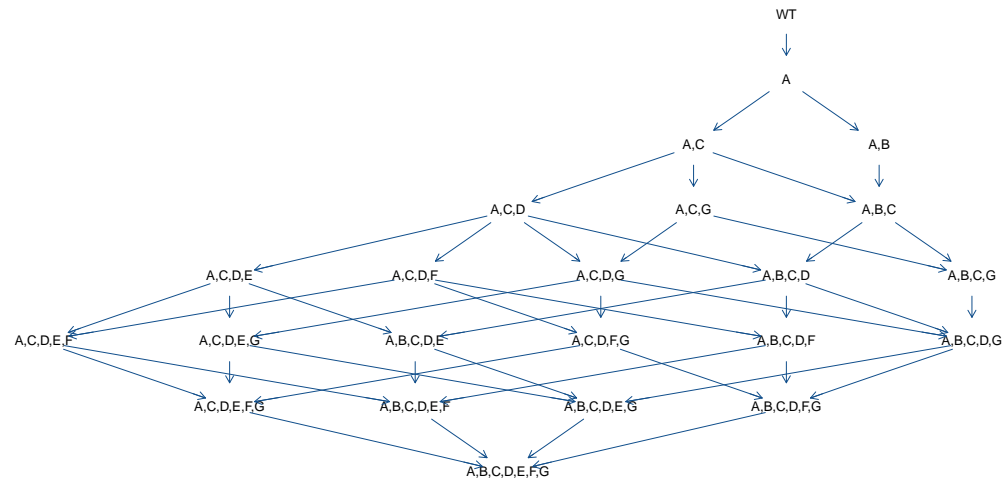 WT
A
A,C A,B
A,C,D A,C,G A,B,C
A,C,D,E A,C,D,F A,C,D,G A,B,C,D A,B,C,G
A,C,D,E,F A,C,D,E,G A,B,C,D,E A,C,D,F,G A,B,C,D,F A,B,C,D,G
A,C,D,E,F,G A,B,C,D,E,F A,B,C,D,E,G A,B,C,D,F,G
A,B,C,D,E,F,G